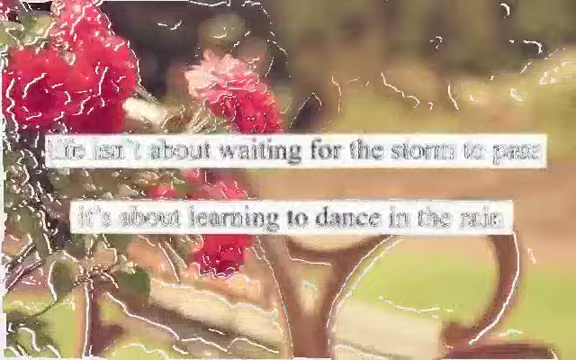 life isn't about waiting for the storm to pass
it's about learning to dance in the rain